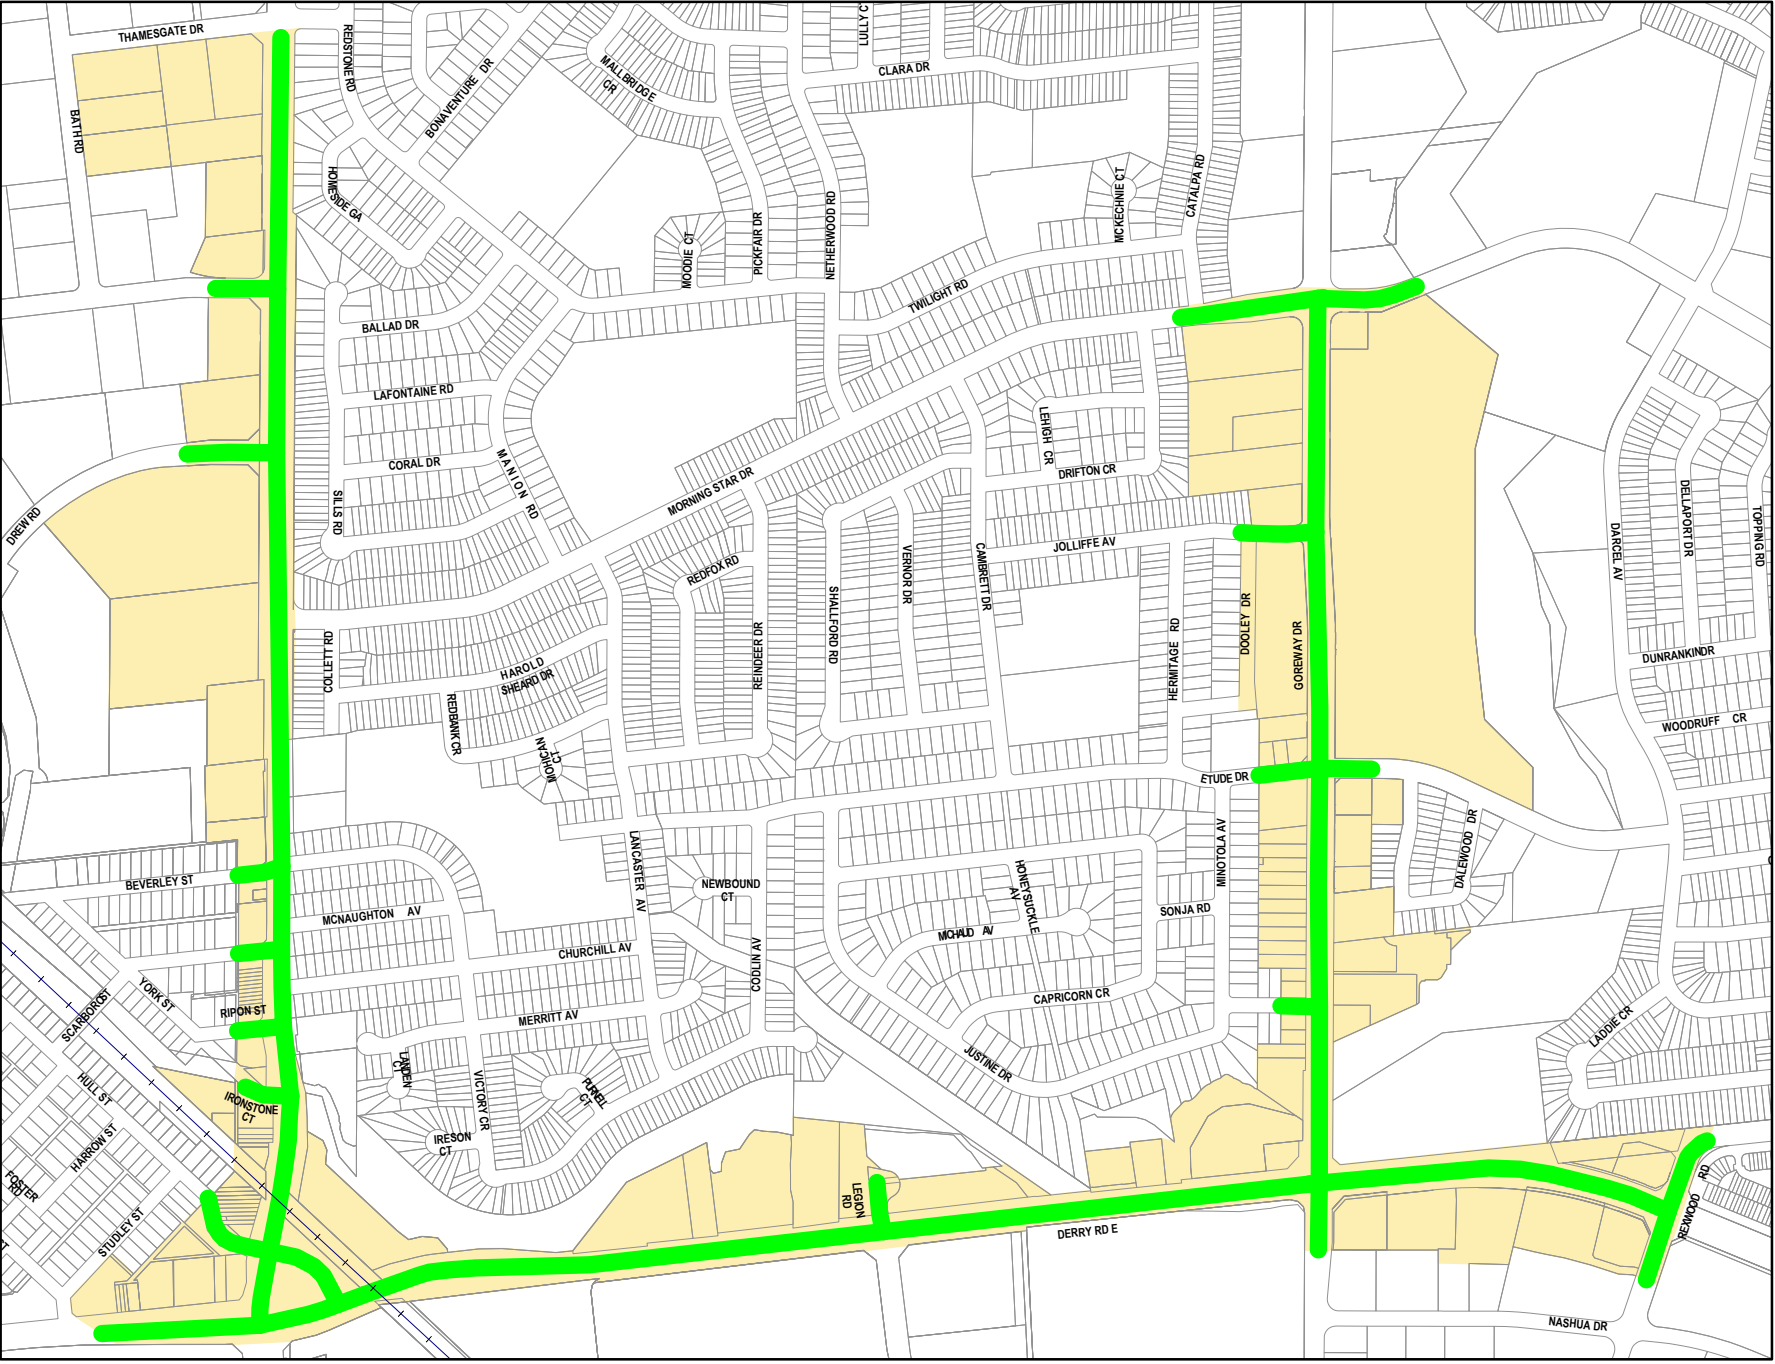 THAMESGATE DR
REDSTONE RD
LULLY C
CLARA DR
MALLBRIDGE
CR
BONAVENTURE DR
BATH RD
HOMESIDE GA
MCKECHNIE CT
CATALPA RD
MOODIE CT
PICKFAIR DR
NETHERWOOD RD
TWILIGHT RD
BALLAD DR
LAFONTAINE RD
LEHIGH CR
CORAL DR
MANION RD
MORNING STAR DR
DRIFTON CR
SILLS RD
DREW RD
DELLAPORT DR
TOPPING RD
DARCEL AV
JOLLIFFE AV
VERNOR DR
CAMBRETT DR
REDFOX RD
SHALLFORD RD
DOOLEY DR
GOREWAY DR
HERMITAGE RD
REINDEER DR
COLLETT RD
HAROLD
SHEARD DR
DUNRANKIN DR
REDBANK CR
WOODRUFF CR
MOHICAN
CT
ETUDE DR
DALEWOOD DR
MINOTOLA AV
LANCASTER AV
NEWBOUND
CT
HONEYSUCKLE
AV
BEVERLEY ST
MCNAUGHTON AV
SONJA RD
MICHAUD AV
CHURCHILL AV
CODLIN AV
CAPRICORN CR
YORK ST
SCARBORO ST
RIPON ST
MERRITT AV
LADDIE CR
JUSTINE DR
LANDEN
CT
HULL ST
VICTORY CR
PURNELL
CT
IRONSTONE
CT
IRESON
CT
HARROW ST
FOSTER
RD
LEGION
RD
REXWOOD RD
STUDLEY ST
DERRY RD E
CT
NASHUA DR